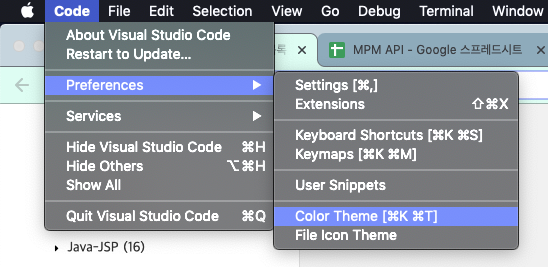 Code File Edit Selection View Go Debug Terminal Window
About Visual Studio Code
Restart to Update...
Preferences
Services
Hide Visual Studio Code ⌘H
Hide Others ⌥⌘H
Show All
Quit Visual Studio Code ⌘Q
MPM API - Google 스프레드시트
Settings [⌘,]
Extensions ⇧⌘X
Keyboard Shortcuts [⌘K ⌘S]
Keymaps [⌘K ⌘M]
User Snippets
Color Theme [⌘K ⌘T]
File Icon Theme
Java-JSP (16)